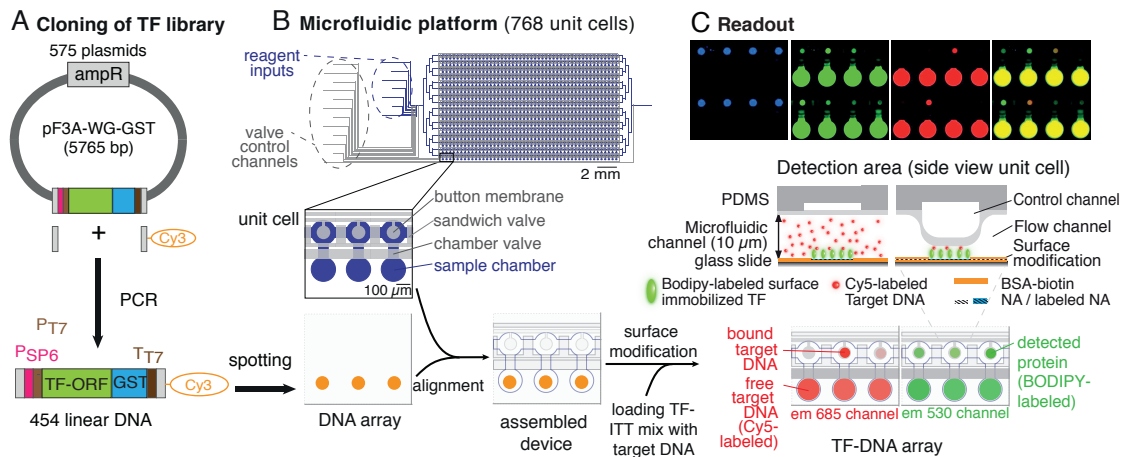 A Cloning of TF library
575 plasmids
ampR
pF3A-WG-GST
(5765 bp)
+
Cy3
PCR
PT7
PSP6
TT7
TF-ORF
GST
Cy3
454 linear DNA
spotting
B Microfluidic platform (768 unit cells)
reagent
inputs
valve
control
channels
2 mm
unit cell
button membrane
sandwich valve
chamber valve
sample chamber
100 µm
DNA array
alignment
assembled
device
surface
modification
loading TF-
ITT mix with
target DNA
C Readout
Detection area (side view unit cell)
PDMS
Microfluidic
channel (10 µm)
glass slide
Control channel
Flow channel
Surface
modification
Bodipy-labeled surface
immobilized TF
Cy5-labeled
Target DNA
BSA-biotin
NA / labeled NA
bound
target
DNA
free
target
DNA
(Cy5-
labeled)
em 685 channel
em 530 channel
detected
protein
(BODIPY-
labeled)
TF-DNA array